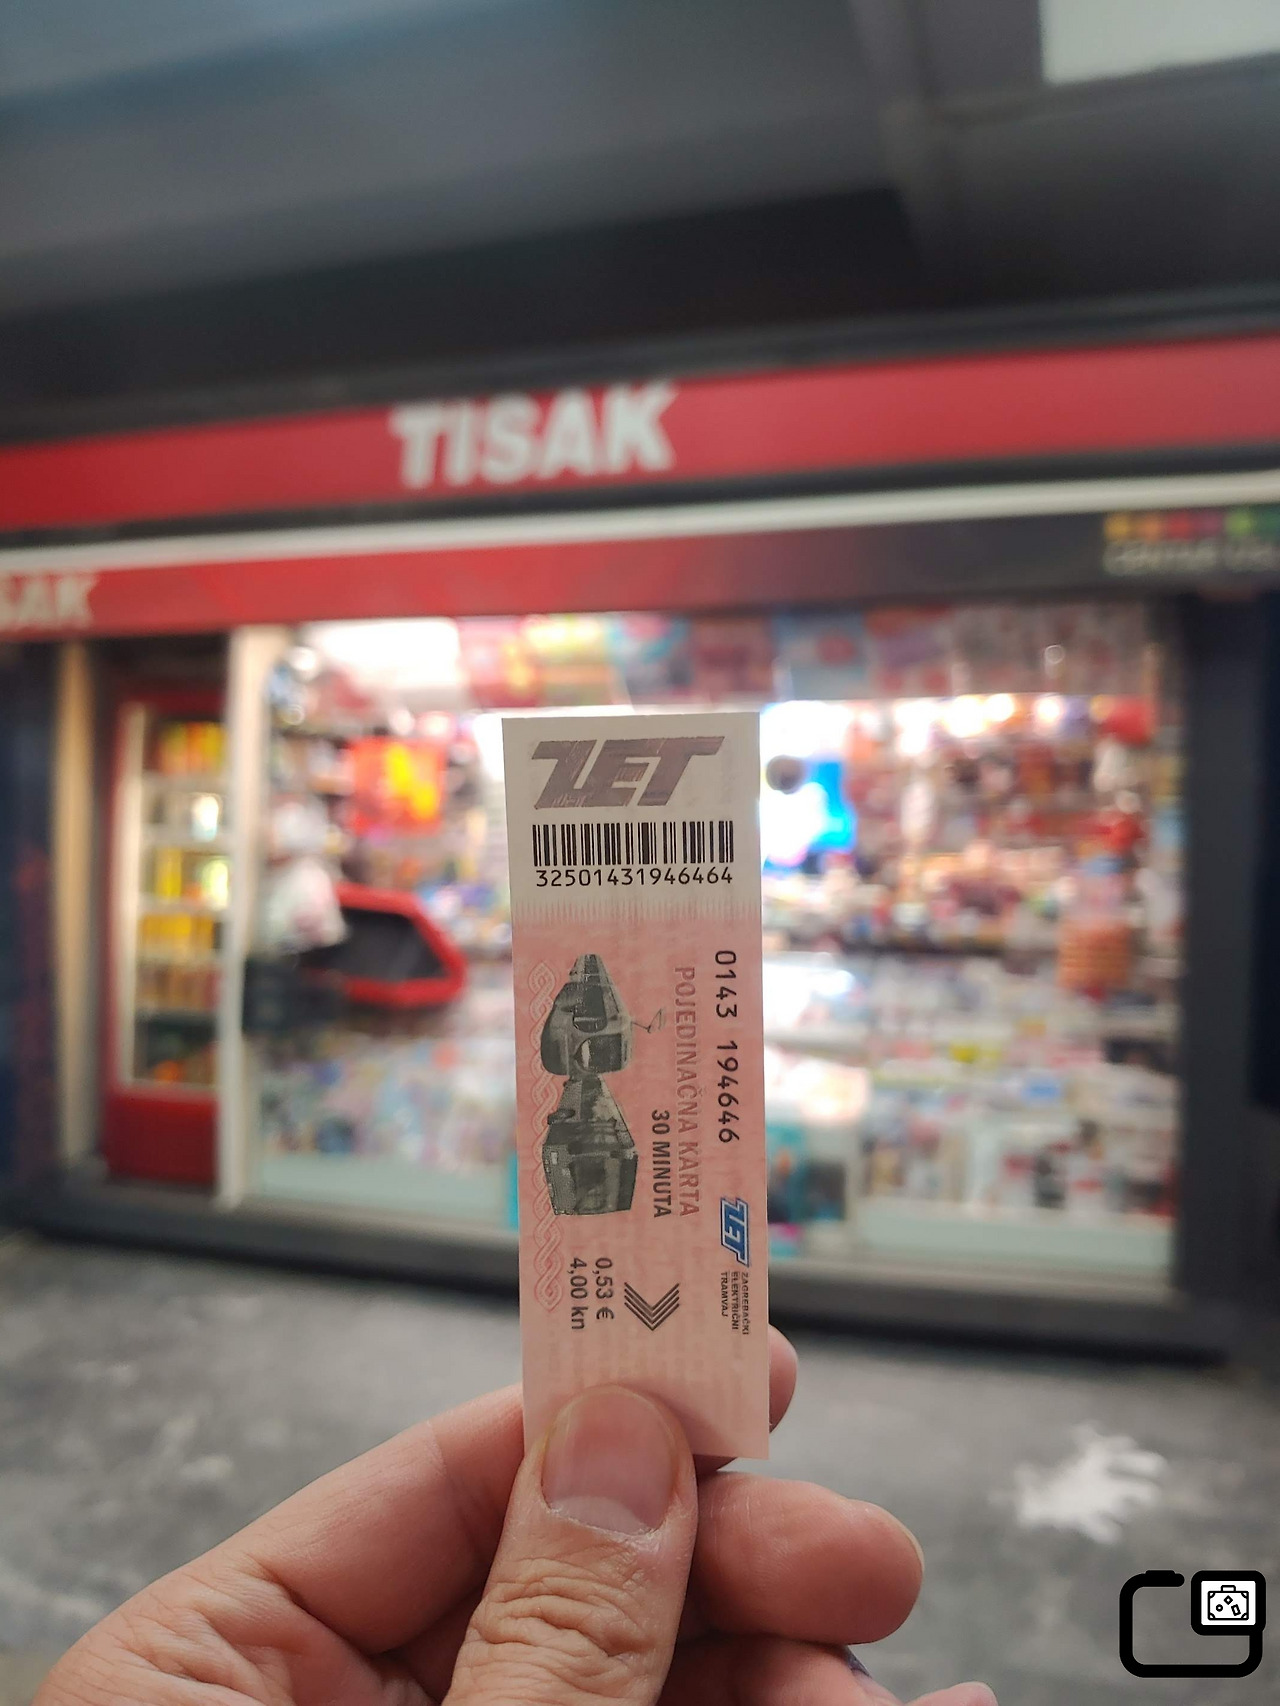 TISAK
SAK
ZET
32501431946464
0143 194646
POJEDINAČNA KARTA
30 MINUTA
ZET
ZAGREBAČKI
ELEKTRIČNI
TRAMVAJ
0,53 €
4,00 kn